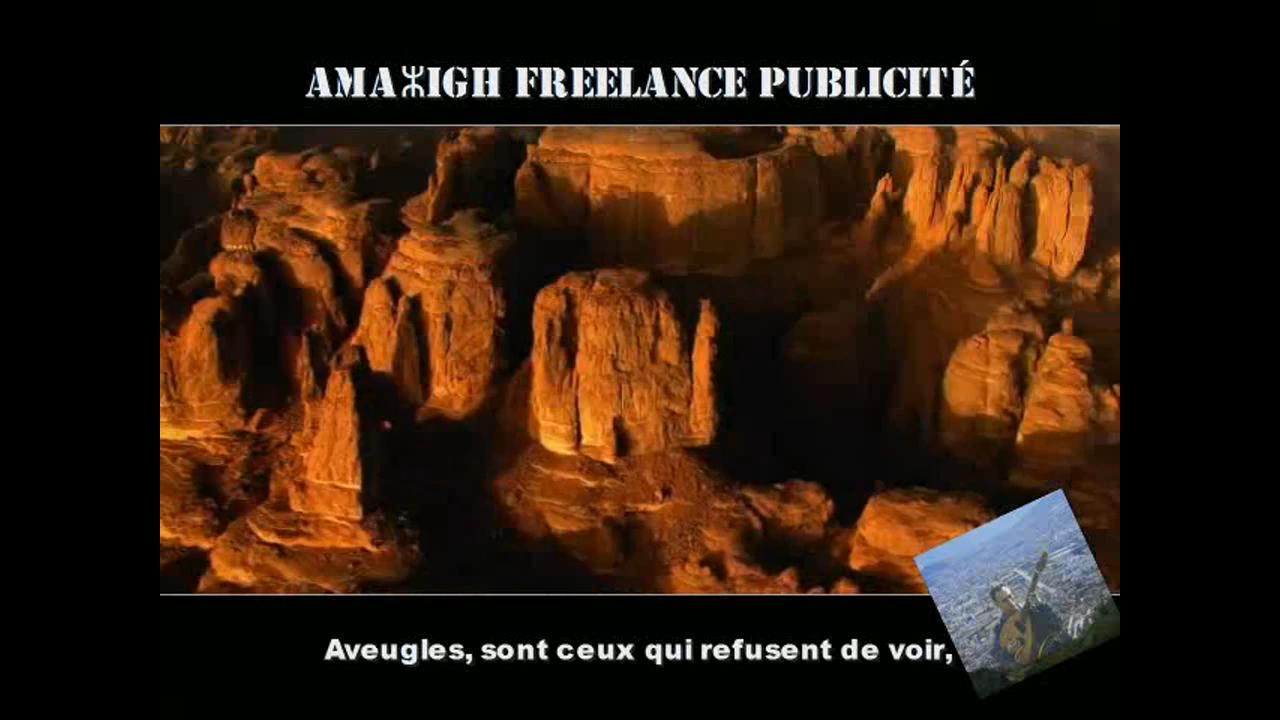 AMAⵣIGH FREELANCE PUBLICITÉ
Aveugles, sont ceux qui refusent de voir,